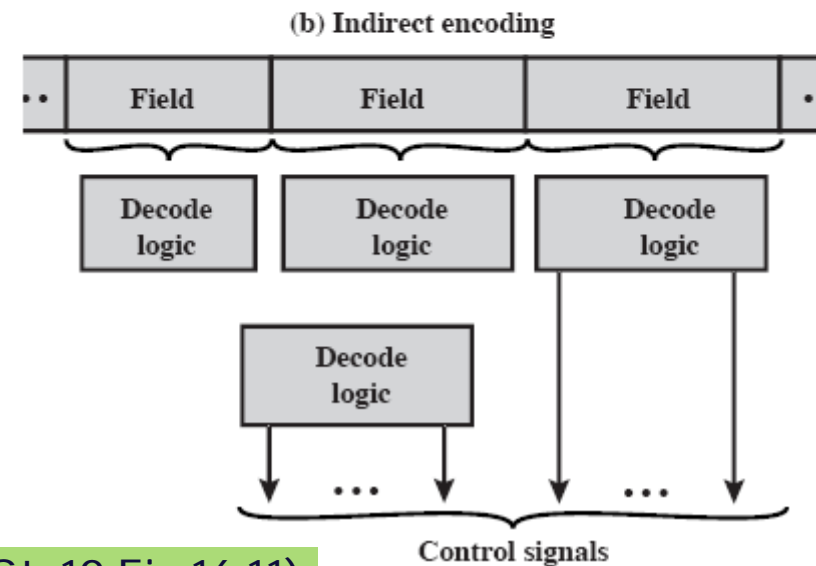 (b) Indirect encoding
•• Field Field Field •
Decode logic
Decode logic
Decode logic
Decode logic
•••
•••
Control signals